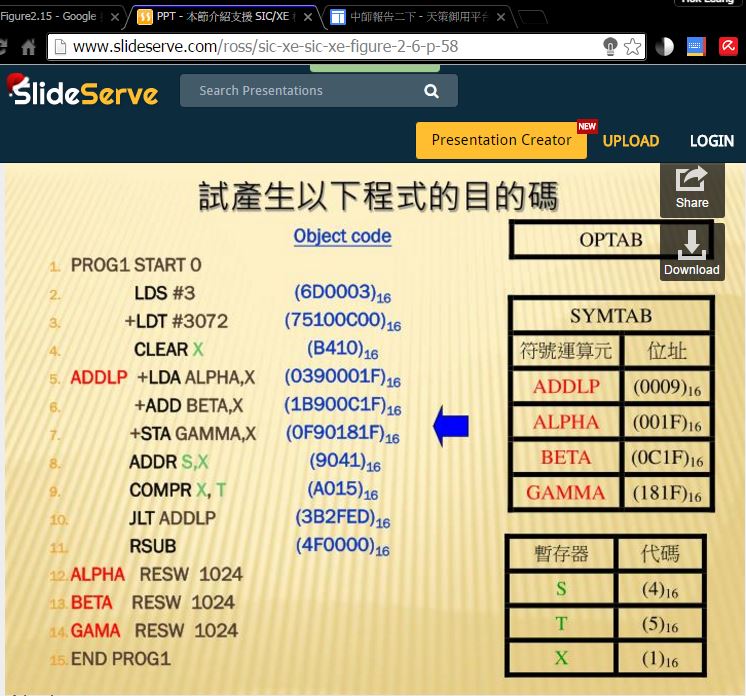 Figure2.15 - Google
PPT - 本節介紹支援 SIC/XE
中師報告二下 - 天策御用平台
www.slideserve.com/ross/sic-xe-sic-xe-figure-2-6-p-58
SlideServe
Search Presentations
Presentation Creator
NEW
UPLOAD
LOGIN
Share
Download
試產生以下程式的目的碼
Object code
1. PROG1 START 0
2. LDS #3 (6D0003)16
3. +LDT #3072 (75100C00)16
4. CLEAR X (B410)16
5. ADDLP +LDA ALPHA,X (0390001F)16
6. +ADD BETA,X (1B900C1F)16
7. +STA GAMMA,X (0F90181F)16
8. ADDR S,X (9041)16
9. COMPR X, T (A015)16
10. JLT ADDLP (3B2FED)16
11. RSUB (4F0000)16
12. ALPHA RESW 1024
13. BETA RESW 1024
14. GAMA RESW 1024
15. END PROG1
OPTAB
SYMTAB
符號運算元 位址
ADDLP (0009)16
ALPHA (001F)16
BETA (0C1F)16
GAMMA (181F)16
暫存器 代碼
S (4)16
T (5)16
X (1)16